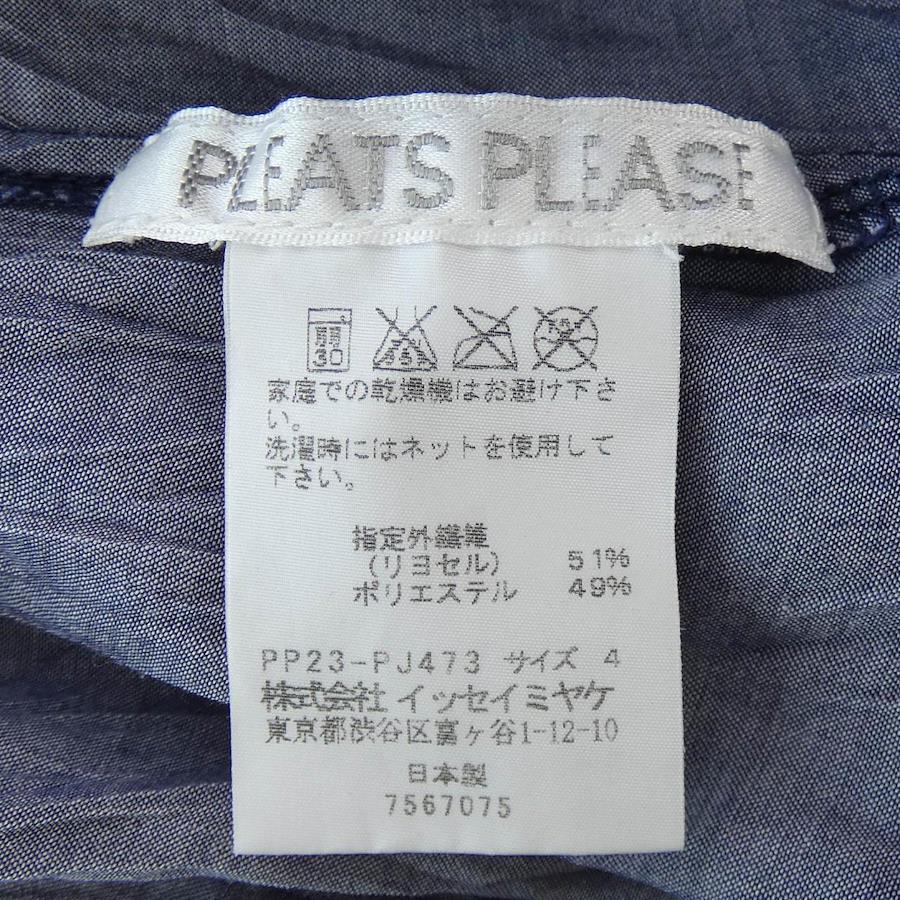 PLEATS PLEASE
弱
30
家庭での乾燥機はお避け下さ
い。
洗濯時にはネットを使用して
下さい。
指定外繊維
(リヨセル) 51%
ポリエステル 49%
PP23-PJ473 サイズ 4
株式会社 イッセイミヤケ
東京都渋谷区富ヶ谷1-12-10
日本製
7567075